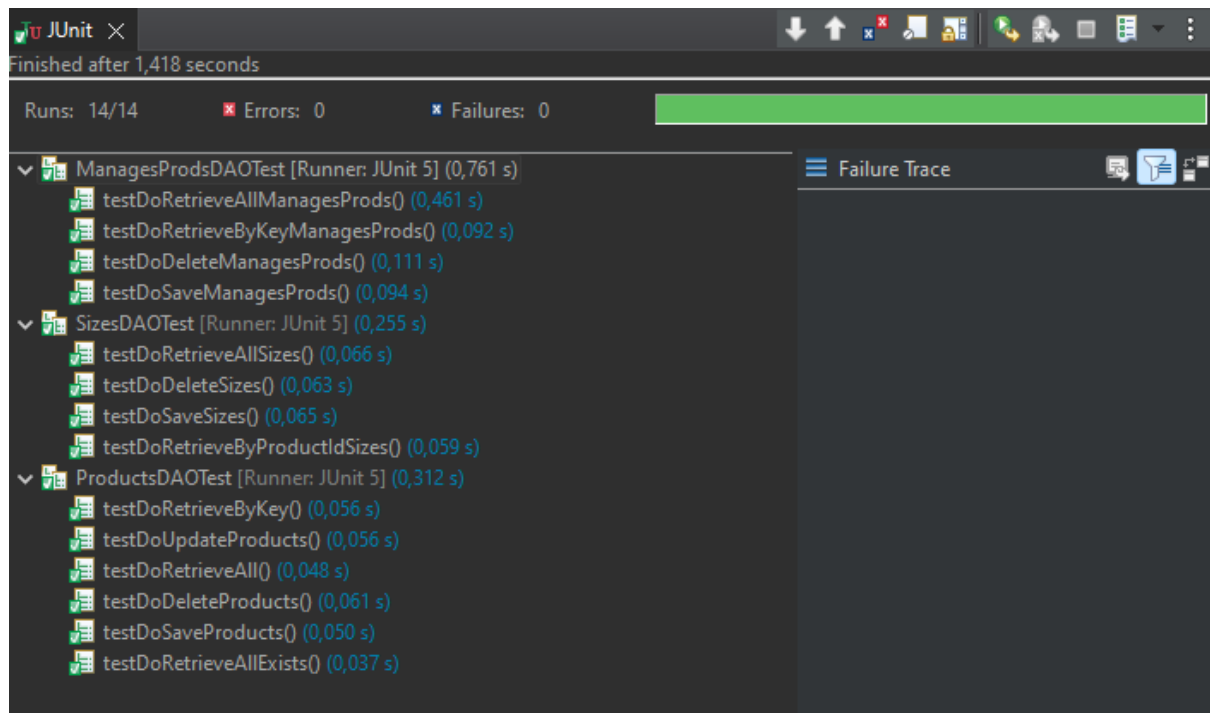 JUnit
Finished after 1,418 seconds
Runs: 14/14 Errors: 0 Failures: 0
ManagesProdsDAOTest [Runner: JUnit 5] (0,761 s)
testDoRetrieveAllManagesProds() (0,461 s)
testDoRetrieveByKeyManagesProds() (0,092 s)
testDoDeleteManagesProds() (0,111 s)
testDoSaveManagesProds() (0,094 s)
SizesDAOTest [Runner: JUnit 5] (0,255 s)
testDoRetrieveAllSizes() (0,066 s)
testDoDeleteSizes() (0,063 s)
testDoSaveSizes() (0,065 s)
testDoRetrieveByProductIdSizes() (0,059 s)
ProductsDAOTest [Runner: JUnit 5] (0,312 s)
testDoRetrieveByKey() (0,056 s)
testDoUpdateProducts() (0,056 s)
testDoRetrieveAll() (0,048 s)
testDoDeleteProducts() (0,061 s)
testDoSaveProducts() (0,050 s)
testDoRetrieveAllExists() (0,037 s)
Failure Trace